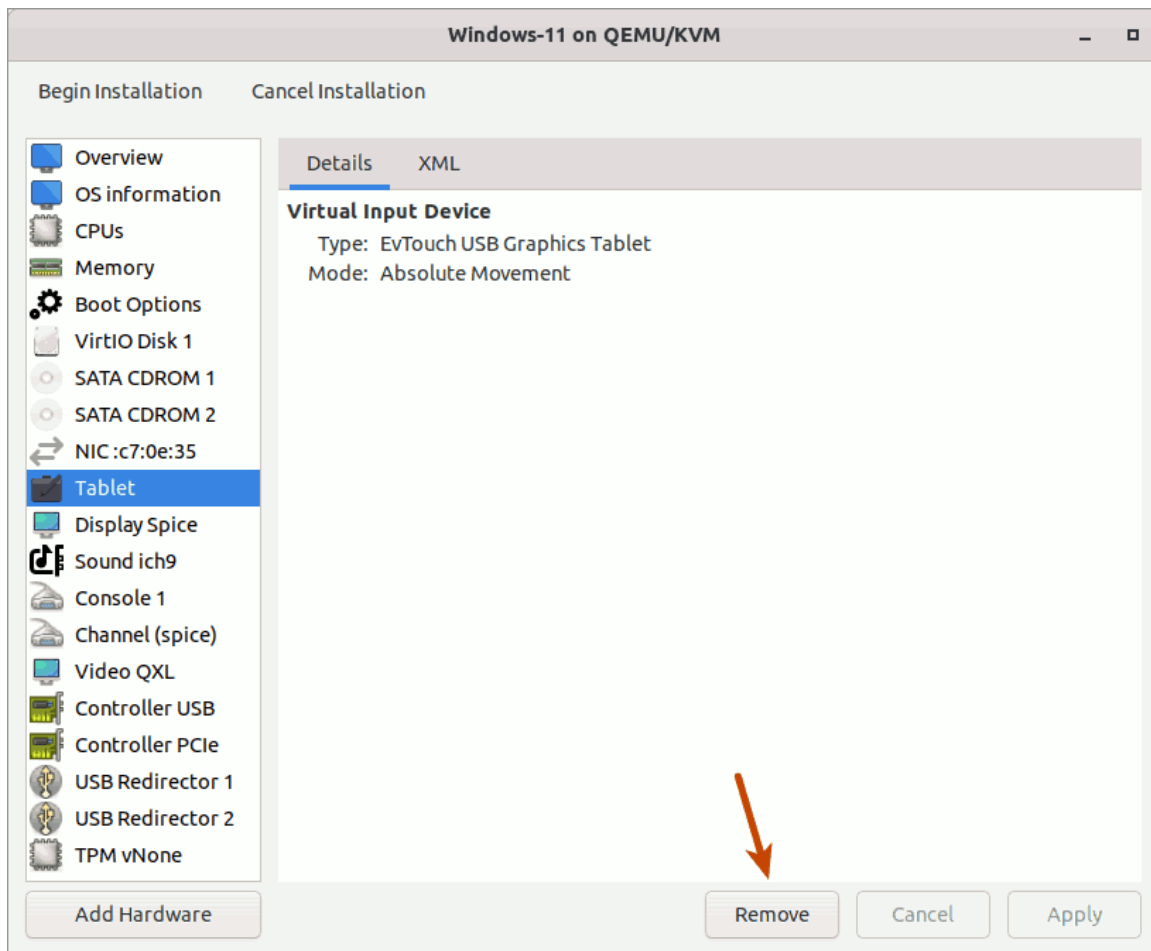 Windows-11 on QEMU/KVM
Begin Installation Cancel Installation
Overview
OS information
CPUs
Memory
Boot Options
VirtIO Disk 1
SATA CDROM 1
SATA CDROM 2
NIC :c7:0e:35
Tablet
Display Spice
Sound ich9
Console 1
Channel (spice)
Video QXL
Controller USB
Controller PCIe
USB Redirector 1
USB Redirector 2
TPM vNone
Add Hardware
Details XML
Virtual Input Device
Type: EvTouch USB Graphics Tablet
Mode: Absolute Movement
Remove Cancel Apply